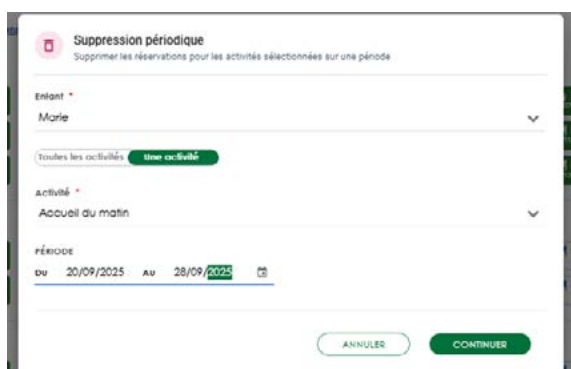 Suppression périodique
Supprimer les réservations pour les activités sélectionnées sur une période
Enfant *
Marie
Toutes les activités Une activité
Activité *
Accueil du matin
PÉRIODE
DU 20/09/2025 AU 28/09/2025
ANNULER CONTINUER